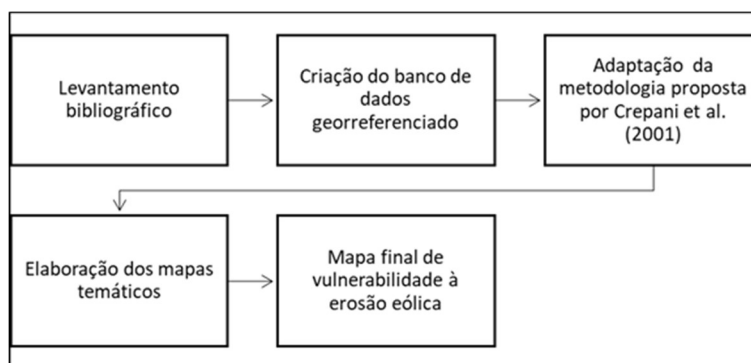 Levantamento
bibliográfico
Criação do banco de
dados
georreferenciado
Adaptação da
metodologia proposta
por Crepani et al.
(2001)
Elaboração dos mapas
temáticos
Mapa final de
vulnerabilidade à
erosão eólica